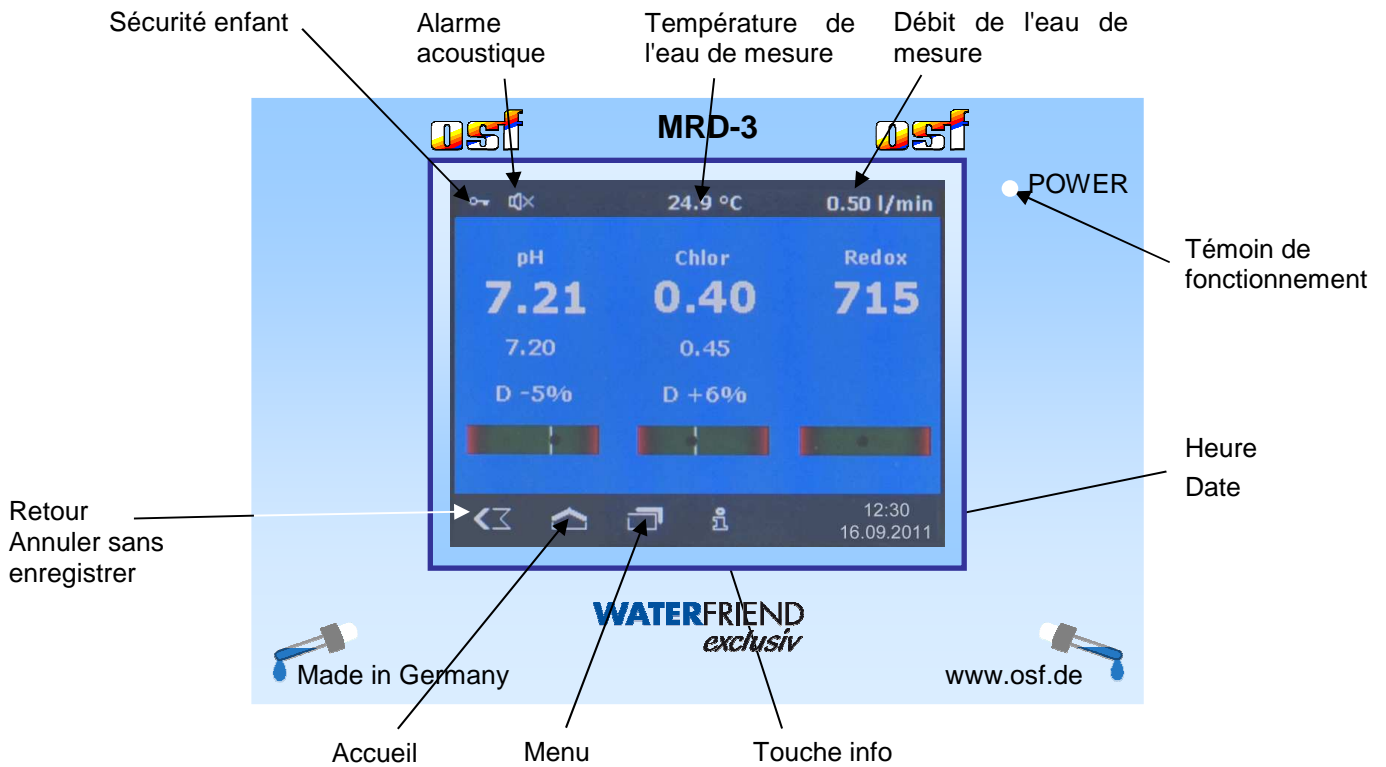 Sécurité enfant
Alarme
acoustique
Température de
l'eau de mesure
Débit de l'eau de
mesure
osf
MRD-3
osf
POWER
24.9 °C
0.50 l/min
Témoin de
fonctionnement
pH
Chlor
Redox
7.21
0.40
715
7.20
0.45
D -5%
D +6%
Heure
Date
Retour
Annuler sans
enregistrer
12:30
16.09.2011
WATERFRIEND
exclusiv
Made in Germany
www.osf.de
Accueil
Menu
Touche info